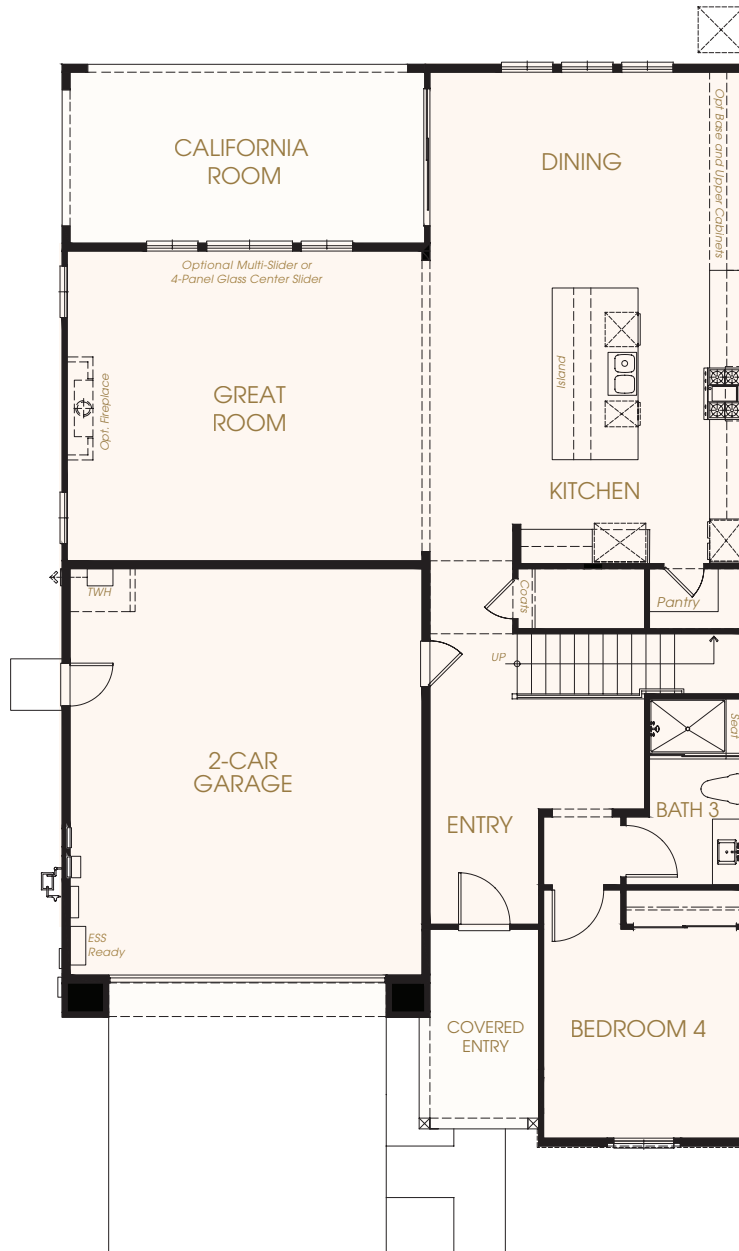 CALIFORNIA
ROOM
DINING
Opt Base and Upper Cabinets
Optional Multi-Slider or
4-Panel Glass Center Slider
Island
GREAT
ROOM
Opt. Fireplace
KITCHEN
TWH
Coats
Pantry
UP
Seat
2-CAR
GARAGE
ENTRY
BATH 3
ESS
Ready
COVERED
ENTRY
BEDROOM 4